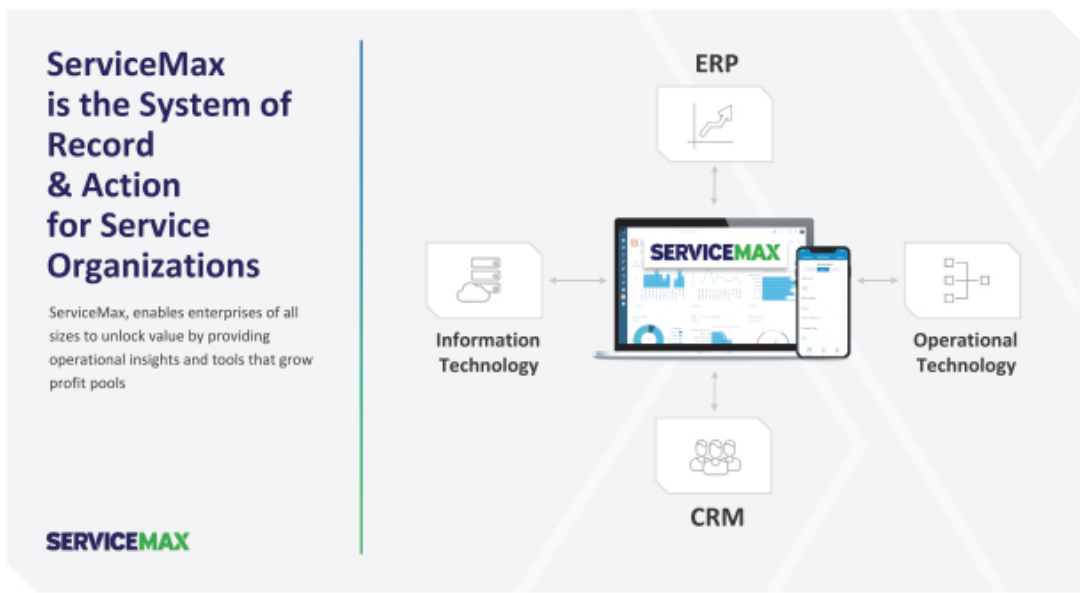 ServiceMax
is the System of
Record
& Action
for Service
Organizations
ServiceMax, enables enterprises of all
sizes to unlock value by providing
operational insights and tools that grow
profit pools
SERVICEMAX
ERP
SERVICEMAX
Information
Technology
Operational
Technology
CRM